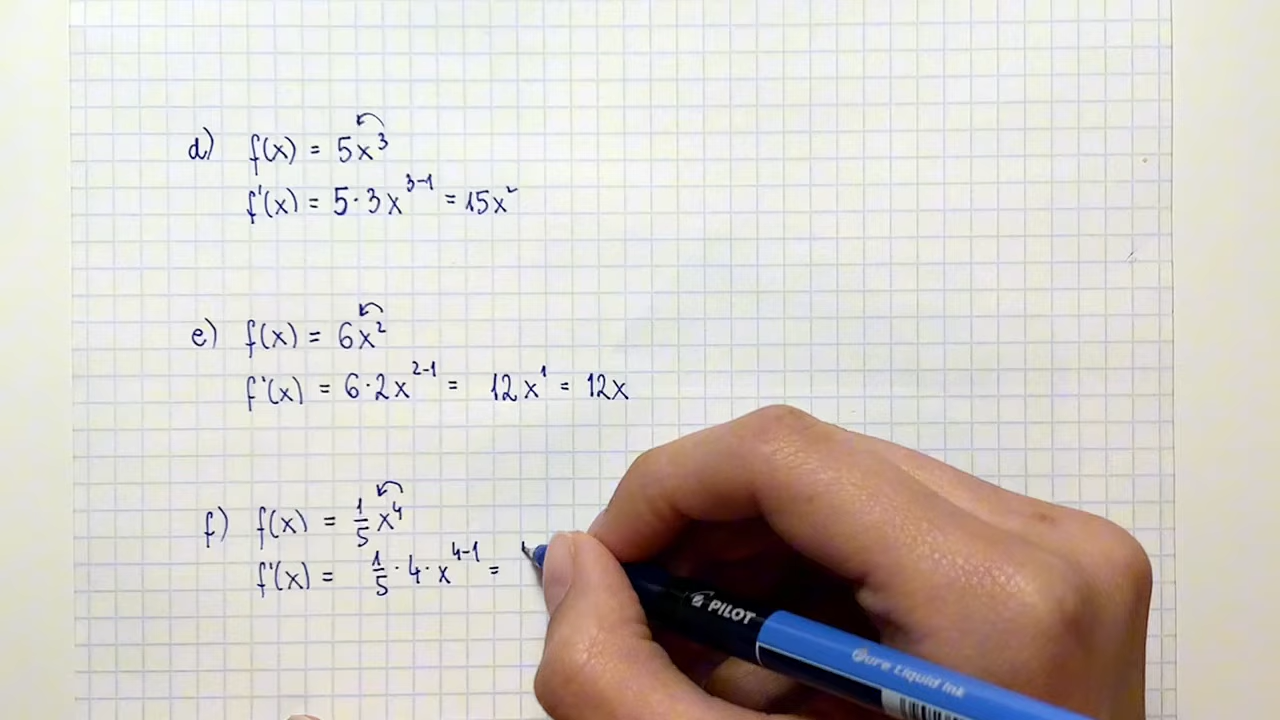 d) f(x) = 5x³
f'(x) = 5·3x³⁻¹ = 15x²
e) f(x) = 6x²
f'(x) = 6·2x²⁻¹ = 12x¹ = 12x
f) f(x) = 1/5 x⁴
f'(x) = 1/5·4·x⁴⁻¹ =
PILOT
Pure Liquid Ink